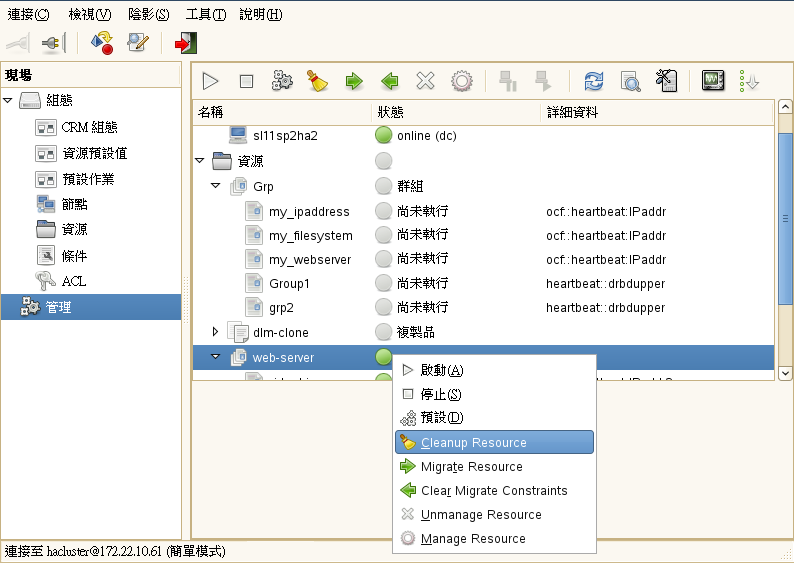 連接(C) 檢視(V) 陰影(S) 工具(T) 說明(H)
現場
組態
CRM 組態
資源預設值
預設作業
節點
資源
條件
ACL
管理
名稱 狀態 詳細資料
sl11sp2ha2 online (dc)
資源
Grp 群組
my_ipaddress 尚未執行 ocf::heartbeat:IPaddr
my_filesystem 尚未執行 ocf::heartbeat:IPaddr
my_webserver 尚未執行 ocf::heartbeat:IPaddr
Group1 尚未執行 heartbeat::drbdupper
grp2 尚未執行 heartbeat::drbdupper
dlm-clone 複製品
web-server
啟動(A)
停止(S)
預設(D)
Cleanup Resource
Migrate Resource
Clear Migrate Constraints
Unmanage Resource
Manage Resource
連接至 hacluster@172.22.10.61 (簡單模式)